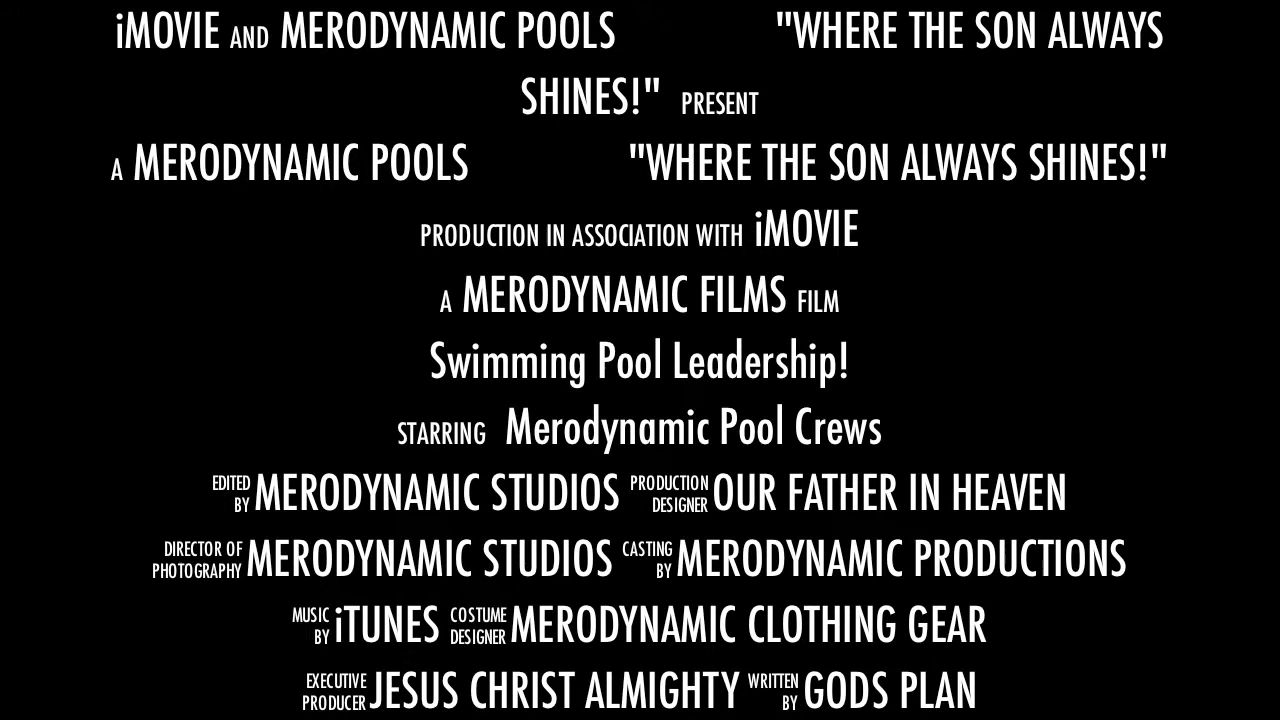 iMOVIE AND MERODYNAMIC POOLS "WHERE THE SON ALWAYS
SHINES!" PRESENT
A MERODYNAMIC POOLS "WHERE THE SON ALWAYS SHINES!"
PRODUCTION IN ASSOCIATION WITH iMOVIE
A MERODYNAMIC FILMS FILM
Swimming Pool Leadership!
STARRING Merodynamic Pool Crews
EDITED BY MERODYNAMIC STUDIOS PRODUCTION DESIGNER OUR FATHER IN HEAVEN
DIRECTOR OF PHOTOGRAPHY MERODYNAMIC STUDIOS CASTING BY MERODYNAMIC PRODUCTIONS
MUSIC BY iTUNES COSTUME DESIGNER MERODYNAMIC CLOTHING GEAR
EXECUTIVE PRODUCER JESUS CHRIST ALMIGHTY WRITTEN BY GODS PLAN